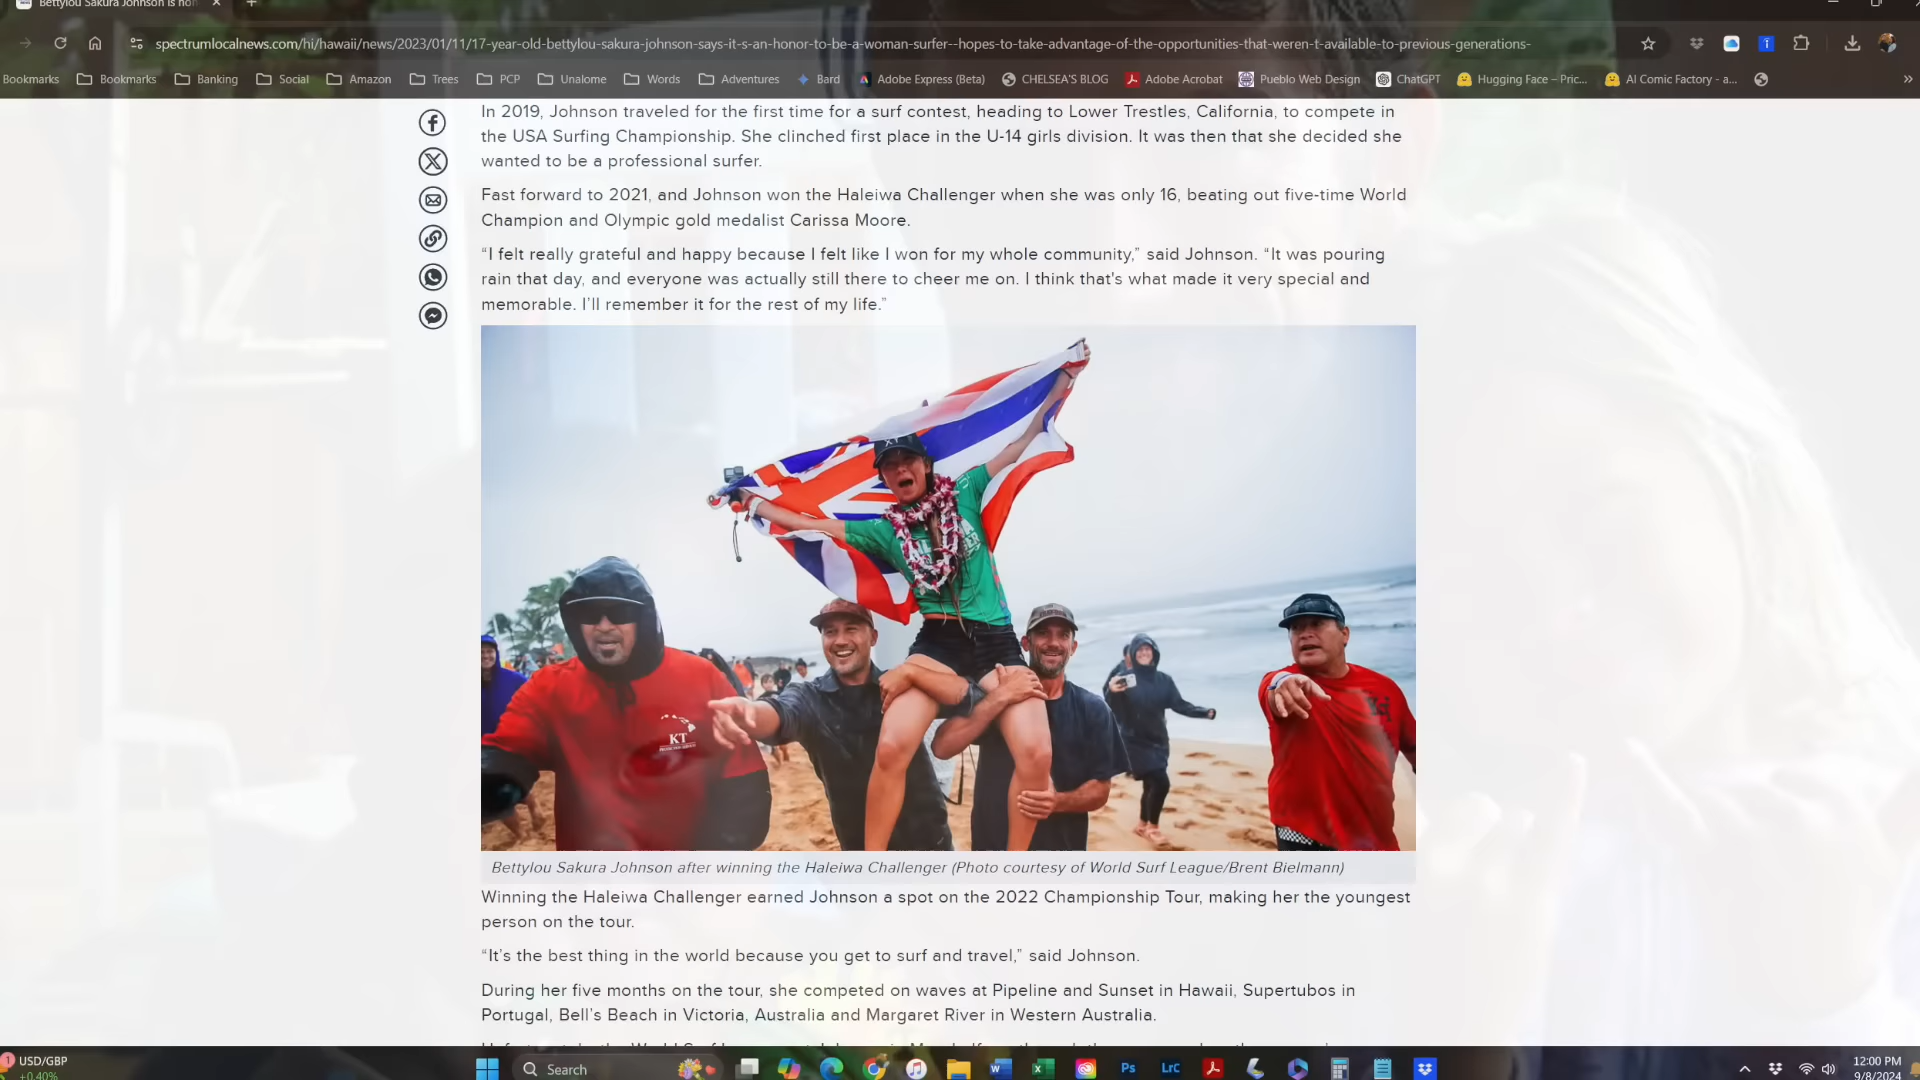 Bettylou Sakura Johnson is hon
spectrumlocalnews.com/hi/hawaii/news/2023/01/11/17-year-old-bettylou-sakura-johnson-says-it-s-an-honor-to-be-a-woman-surfer--hopes-to-take-advantage-of-the-opportunities-that-weren-t-available-to-previous-generations-
Bookmarks Bookmarks Banking Social Amazon Trees PCP Unalome Words Adventures Bard Adobe Express (Beta) CHELSEA'S BLOG Adobe Acrobat Pueblo Web Design ChatGPT Hugging Face – Pric... AI Comic Factory - a...
In 2019, Johnson traveled for the first time for a surf contest, heading to Lower Trestles, California, to compete in
the USA Surfing Championship. She clinched first place in the U-14 girls division. It was then that she decided she
wanted to be a professional surfer.
Fast forward to 2021, and Johnson won the Haleiwa Challenger when she was only 16, beating out five-time World
Champion and Olympic gold medalist Carissa Moore.
“I felt really grateful and happy because I felt like I won for my whole community,” said Johnson. “It was pouring
rain that day, and everyone was actually still there to cheer me on. I think that's what made it very special and
memorable. I’ll remember it for the rest of my life.”
KT
Bettylou Sakura Johnson after winning the Haleiwa Challenger (Photo courtesy of World Surf League/Brent Bielmann)
Winning the Haleiwa Challenger earned Johnson a spot on the 2022 Championship Tour, making her the youngest
person on the tour.
“It’s the best thing in the world because you get to surf and travel,” said Johnson.
During her five months on the tour, she competed on waves at Pipeline and Sunset in Hawaii, Supertubos in
Portugal, Bell’s Beach in Victoria, Australia and Margaret River in Western Australia.
1 USD/GBP
+0.40%
Search
Ps
LrC
12:00 PM
9/8/2024